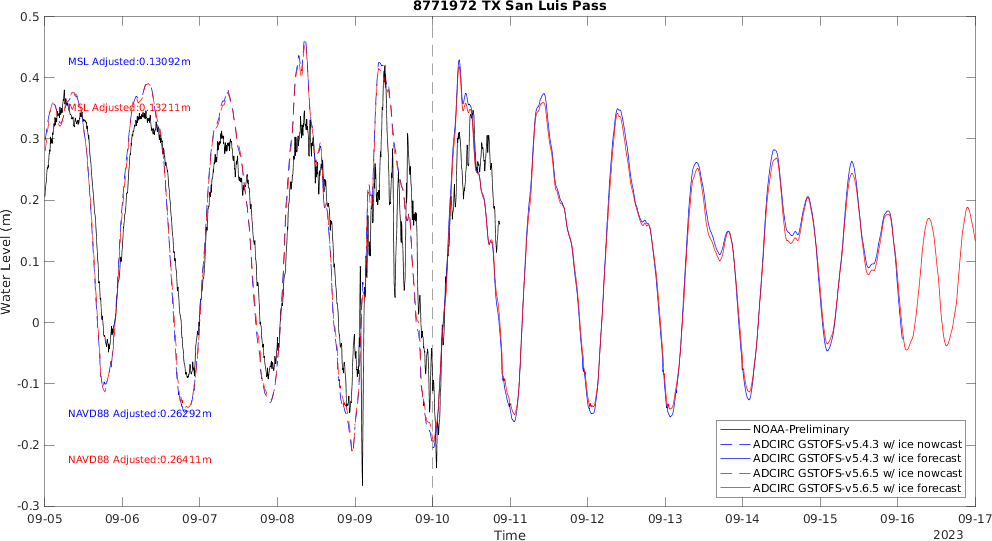 8771972 TX San Luis Pass
0.5
0.4
0.3
0.2
0.1
0
-0.1
-0.2
-0.3
Water Level (m)
MSL Adjusted:0.13092m
MSL Adjusted:0.13211m
NAVD88 Adjusted:0.26292m
NAVD88 Adjusted:0.26411m
NOAA-Preliminary
ADCIRC GSTOFS-v5.4.3 w/ ice nowcast
ADCIRC GSTOFS-v5.4.3 w/ ice forecast
ADCIRC GSTOFS-v5.6.5 w/ ice nowcast
ADCIRC GSTOFS-v5.6.5 w/ ice forecast
09-05 09-06 09-07 09-08 09-09 09-10 09-11 09-12 09-13 09-14 09-15 09-16 09-17
Time
2023